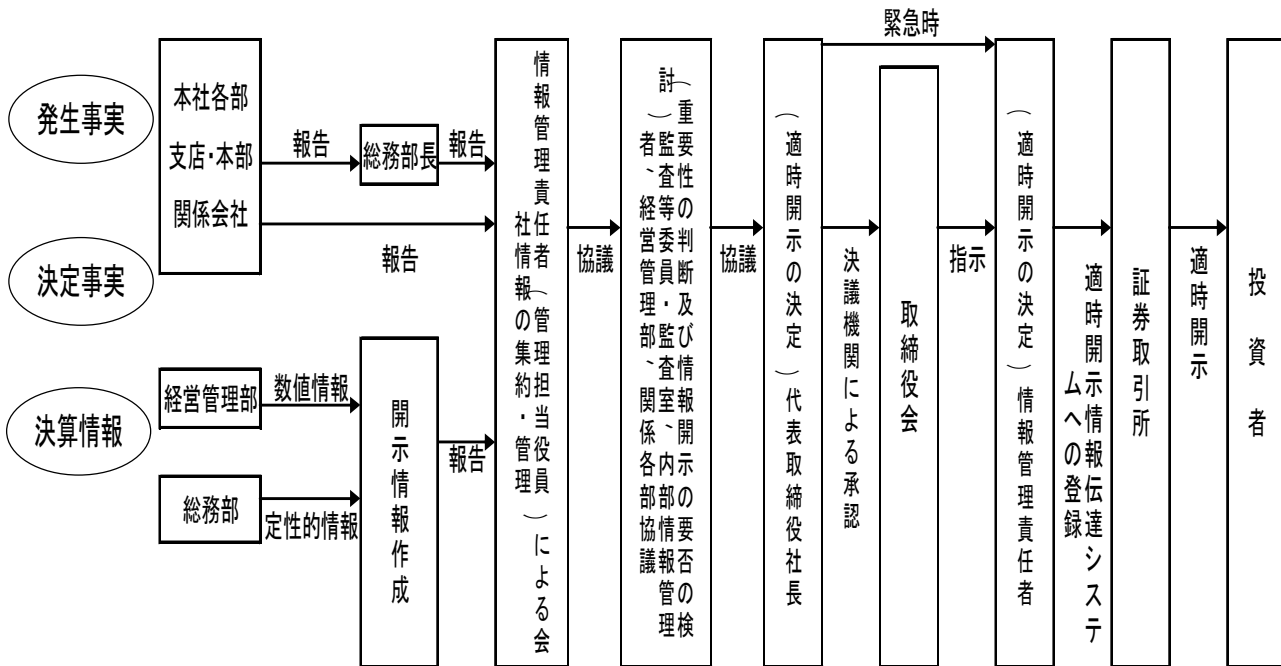 発生事実
決定事実
決算情報
本社各部
支店・本部
関係会社
報告
総務部長
報告
報告
経営管理部
数値情報
総務部
定性的情報
開示情報作成
報告
情報管理責任者（管理担当役員）による会
社情報の集約・管理
協議
（重要性の判断及び情報開示の要否の検
討）監査等委員・監査室、内部情報管理
者、経営管理部、関係各部協議
協議
（適時開示の決定）代表取締役社長
緊急時
決議機関による承認
取締役会
指示
（適時開示の決定）情報管理責任者
適時開示情報伝達システ
ムへの登録
証券取引所
適時開示
投資者